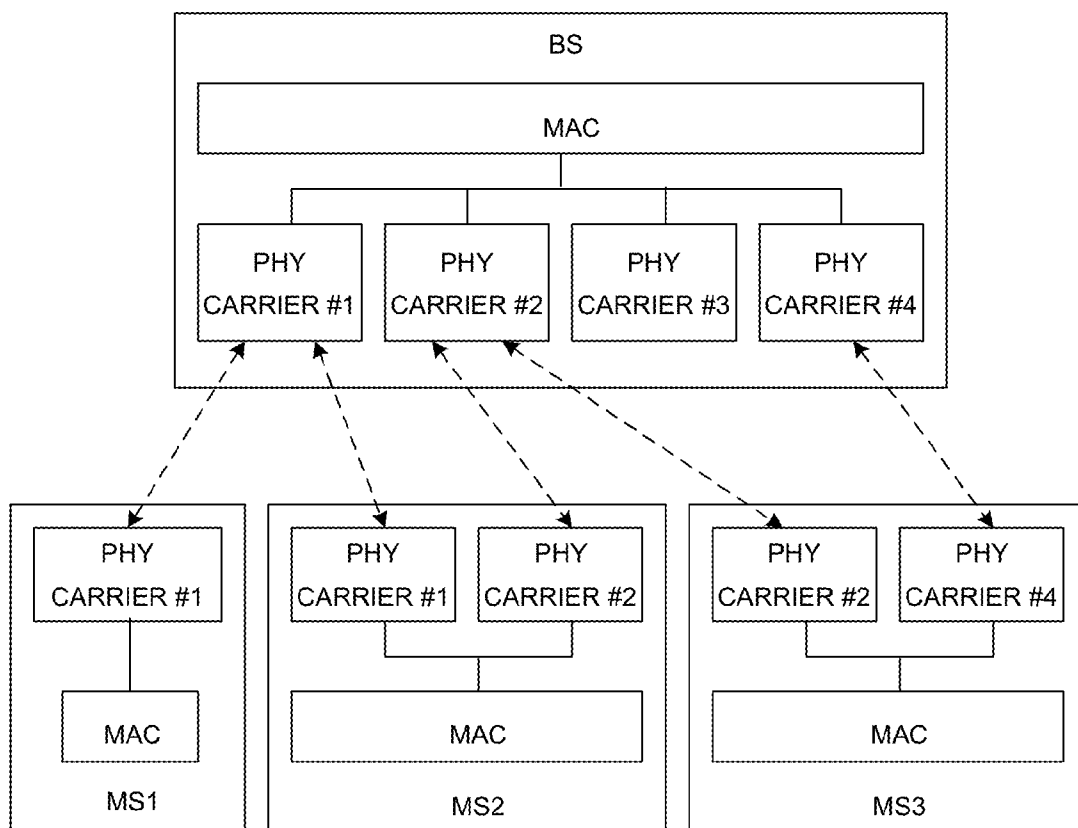 BS
MAC
PHY
CARRIER #1
PHY
CARRIER #2
PHY
CARRIER #3
PHY
CARRIER #4
PHY
CARRIER #1
MAC
MS1
PHY
CARRIER #1
PHY
CARRIER #2
MAC
MS2
PHY
CARRIER #2
PHY
CARRIER #4
MAC
MS3